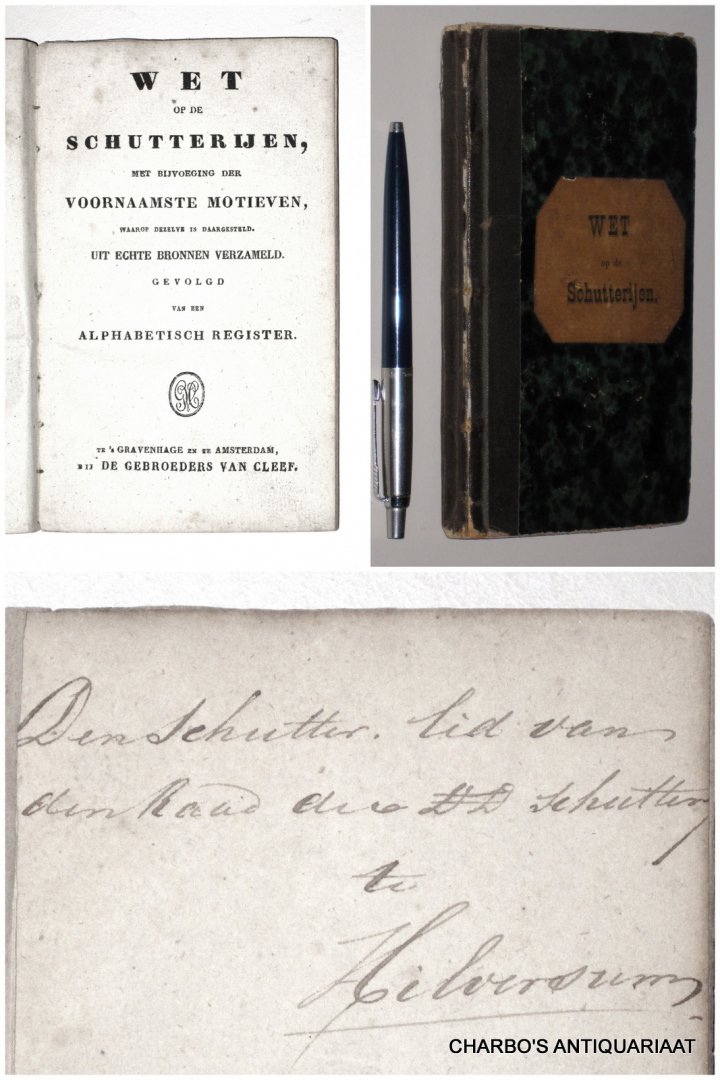 WET
OP DE
SCHUTTERIJEN,
MET BIJVOEGING DER
VOORNAAMSTE MOTIEVEN,
WAAROP DEZELVE IS DAARGESTELD.
UIT ECHTE BRONNEN VERZAMELD.
GEVOLGD
VAN EEN
ALPHABETISCH REGISTER.
TE 's GRAVENHAGE EN TE AMSTERDAM,
BIJ DE GEBROEDERS VAN CLEEF.
WET
op de
Schutterijen.
Den Schutter. lid van
den Raad der DD Schuttery
te
Hilversum
CHARBO'S ANTIQUARIAAT